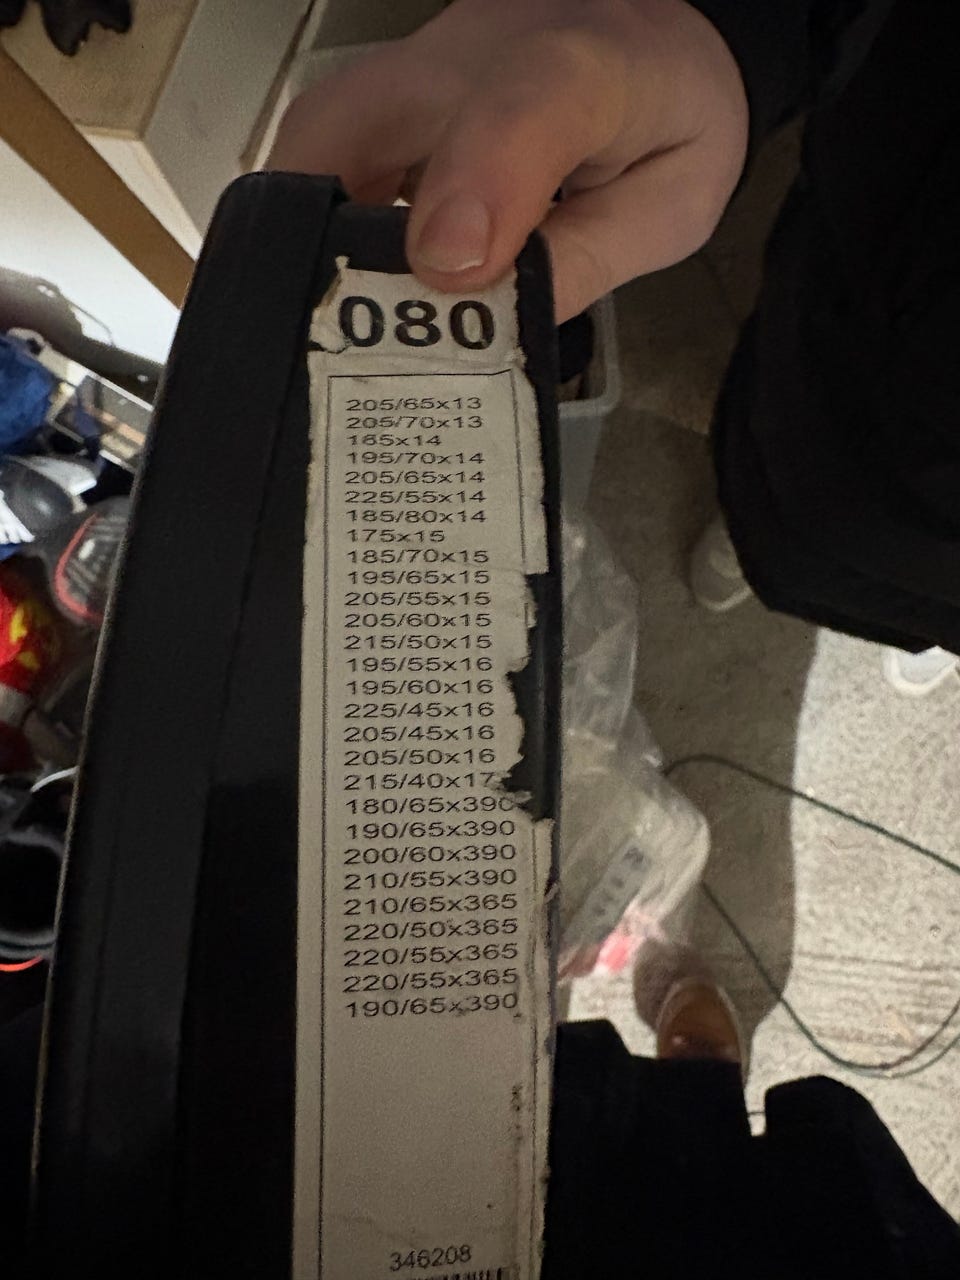 080
205/65x13
205/70x13
165x14
195/70x14
205/65x14
225/55x14
185/80x14
175x15
185/70x15
195/65x15
205/55x15
205/60x15
215/50x15
195/55x16
195/60x16
225/45x16
205/45x16
205/50x16
215/40x17
180/65x390
190/65x390
200/60x390
210/55x390
210/65x365
220/50x365
220/55x365
220/55x365
190/65x390
346208